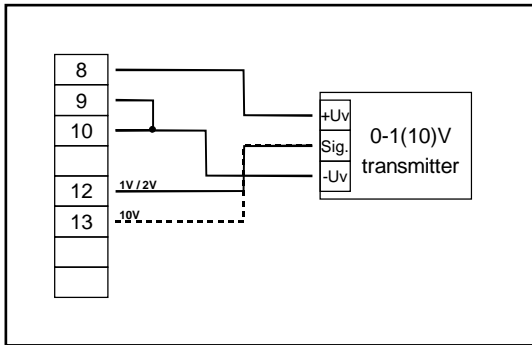 8
9
10
12
13
1V / 2V
10V
+Uv
Sig.
-Uv
0-1(10)V
transmitter